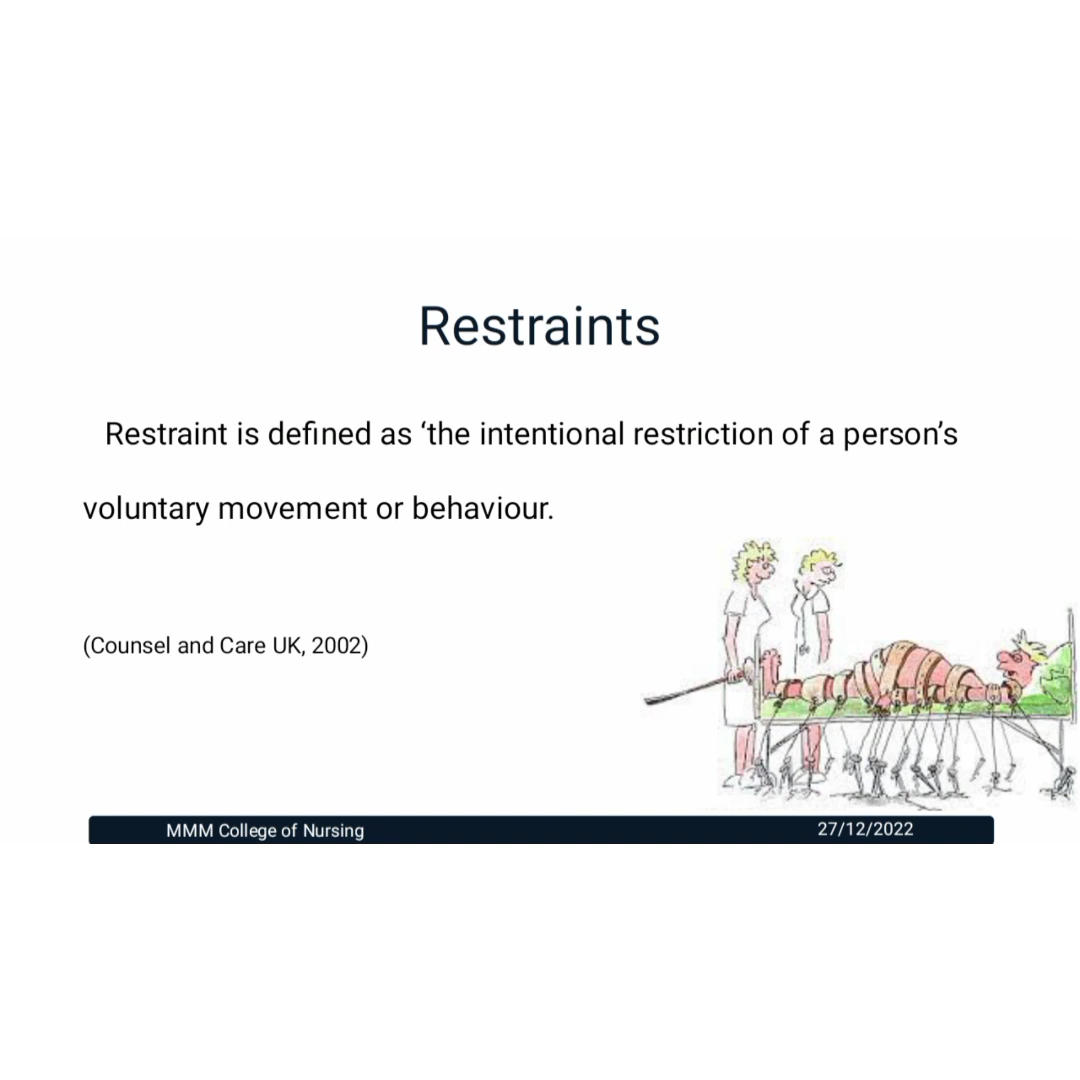 Restraints
Restraint is defined as ‘the intentional restriction of a person’s
voluntary movement or behaviour.
(Counsel and Care UK, 2002)
MMM College of Nursing
27/12/2022